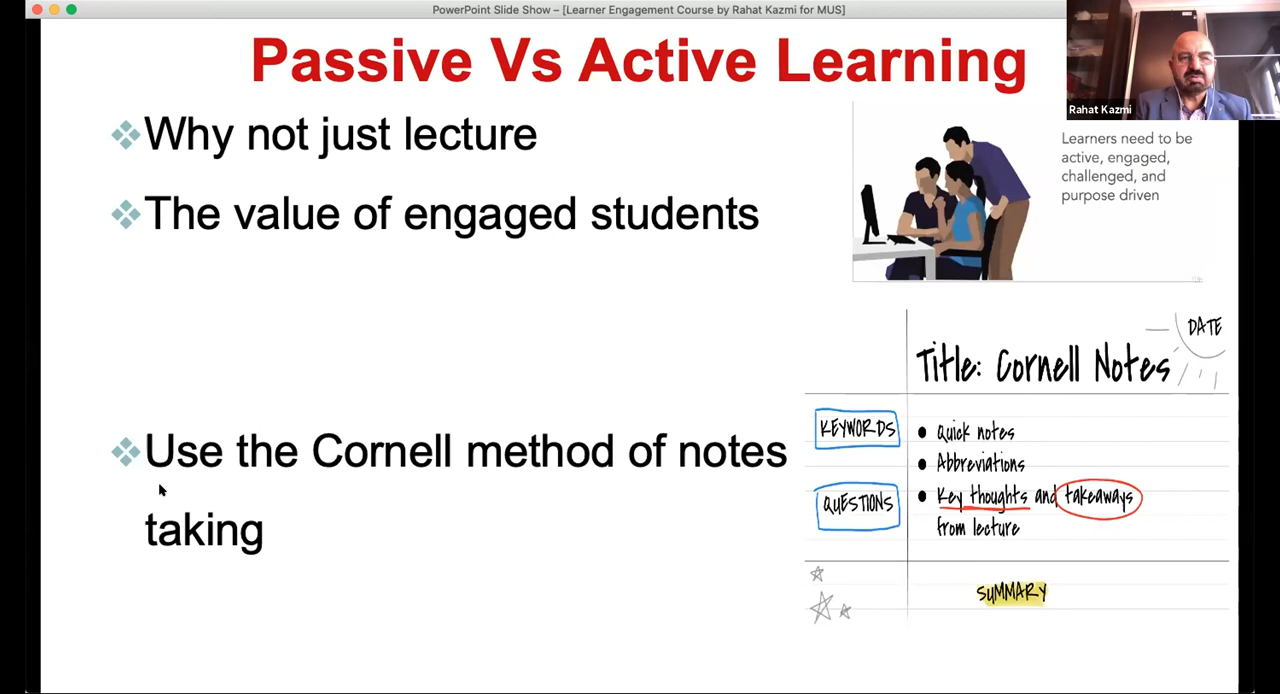 PowerPoint Slide Show – [Learner Engagement Course by Rahat Kazmi for MUS]
Passive Vs Active Learning
Rahat Kazmi
Why not just lecture
The value of engaged students
Learners need to be
active, engaged,
challenged, and
purpose driven
Use the Cornell method of notes
taking
DATE
Title: Cornell Notes
KEYWORDS
QUESTIONS
Quick notes
Abbreviations
Key thoughts and takeaways
from lecture
SUMMARY